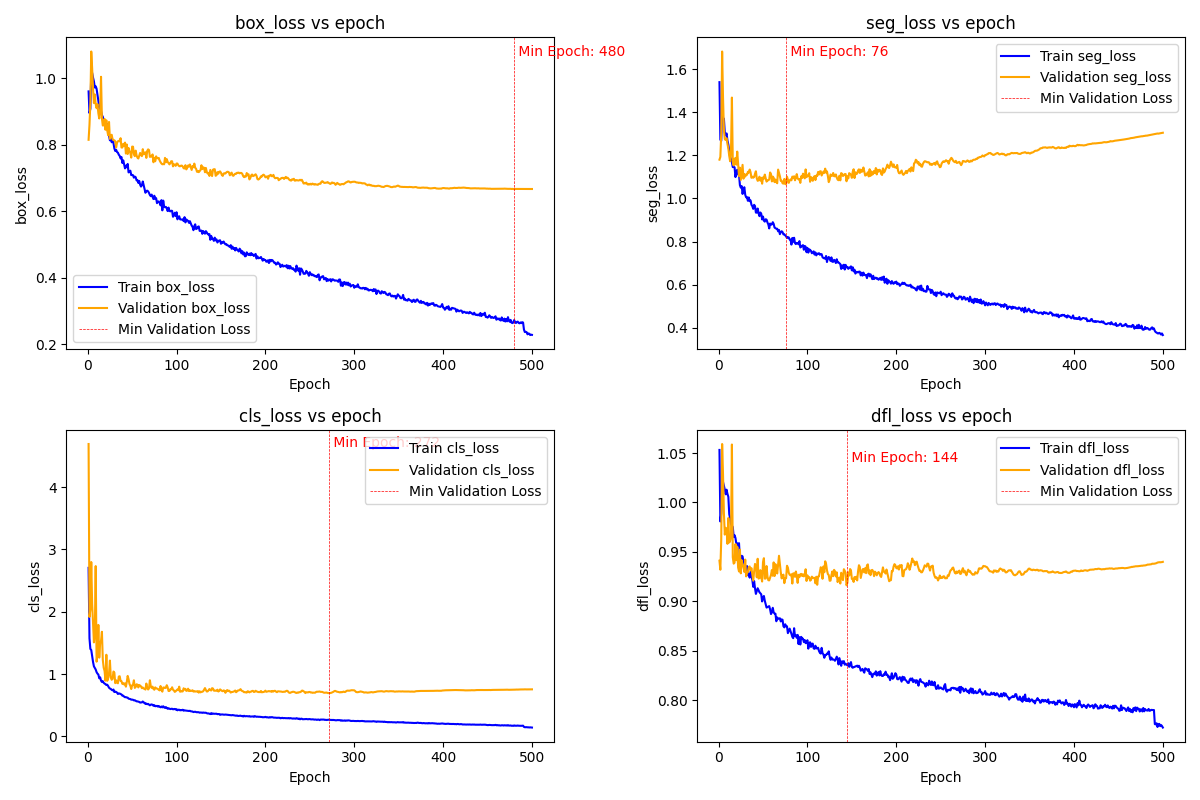 box_loss vs epoch
box_loss
1.0
0.8
0.6
0.4
0.2
Min Epoch: 480
Train box_loss
Validation box_loss
Min Validation Loss
0 100 200 300 400 500
Epoch
seg_loss vs epoch
seg_loss
1.6
1.4
1.2
1.0
0.8
0.6
0.4
Min Epoch: 76
Train seg_loss
Validation seg_loss
Min Validation Loss
0 100 200 300 400 500
Epoch
cls_loss vs epoch
cls_loss
4
3
2
1
0
Min Epoch:
Train cls_loss
Validation cls_loss
Min Validation Loss
0 100 200 300 400 500
Epoch
dfl_loss vs epoch
dfl_loss
1.05
1.00
0.95
0.90
0.85
0.80
Min Epoch: 144
Train dfl_loss
Validation dfl_loss
Min Validation Loss
0 100 200 300 400 500
Epoch